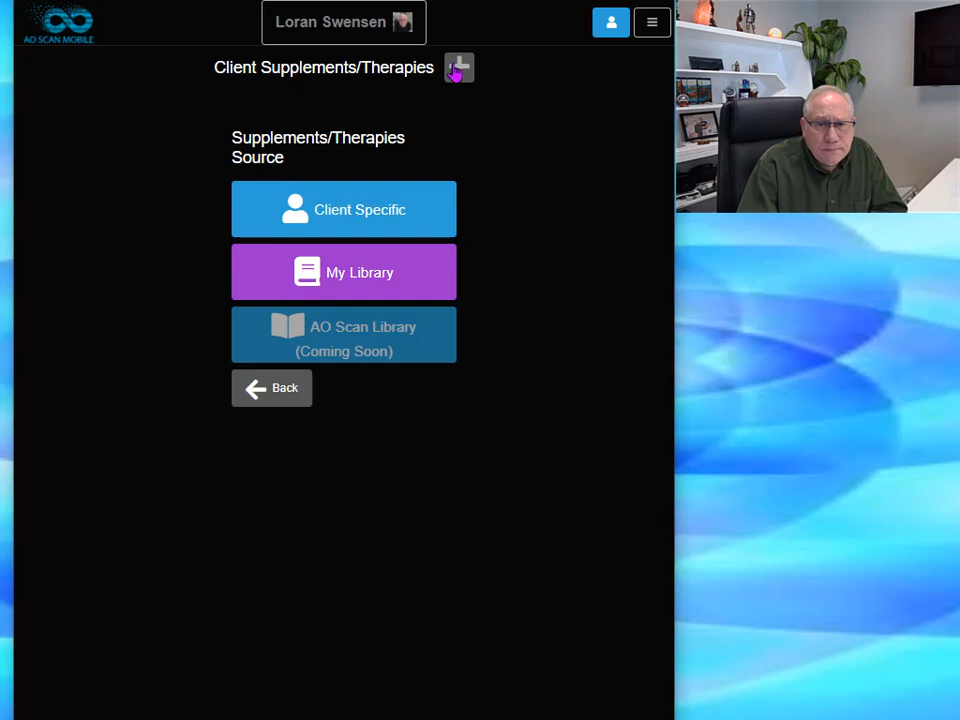 AO SCAN MOBILE
Loran Swensen
Client Supplements/Therapies
Supplements/Therapies
Source
Client Specific
My Library
AO Scan Library
(Coming Soon)
Back